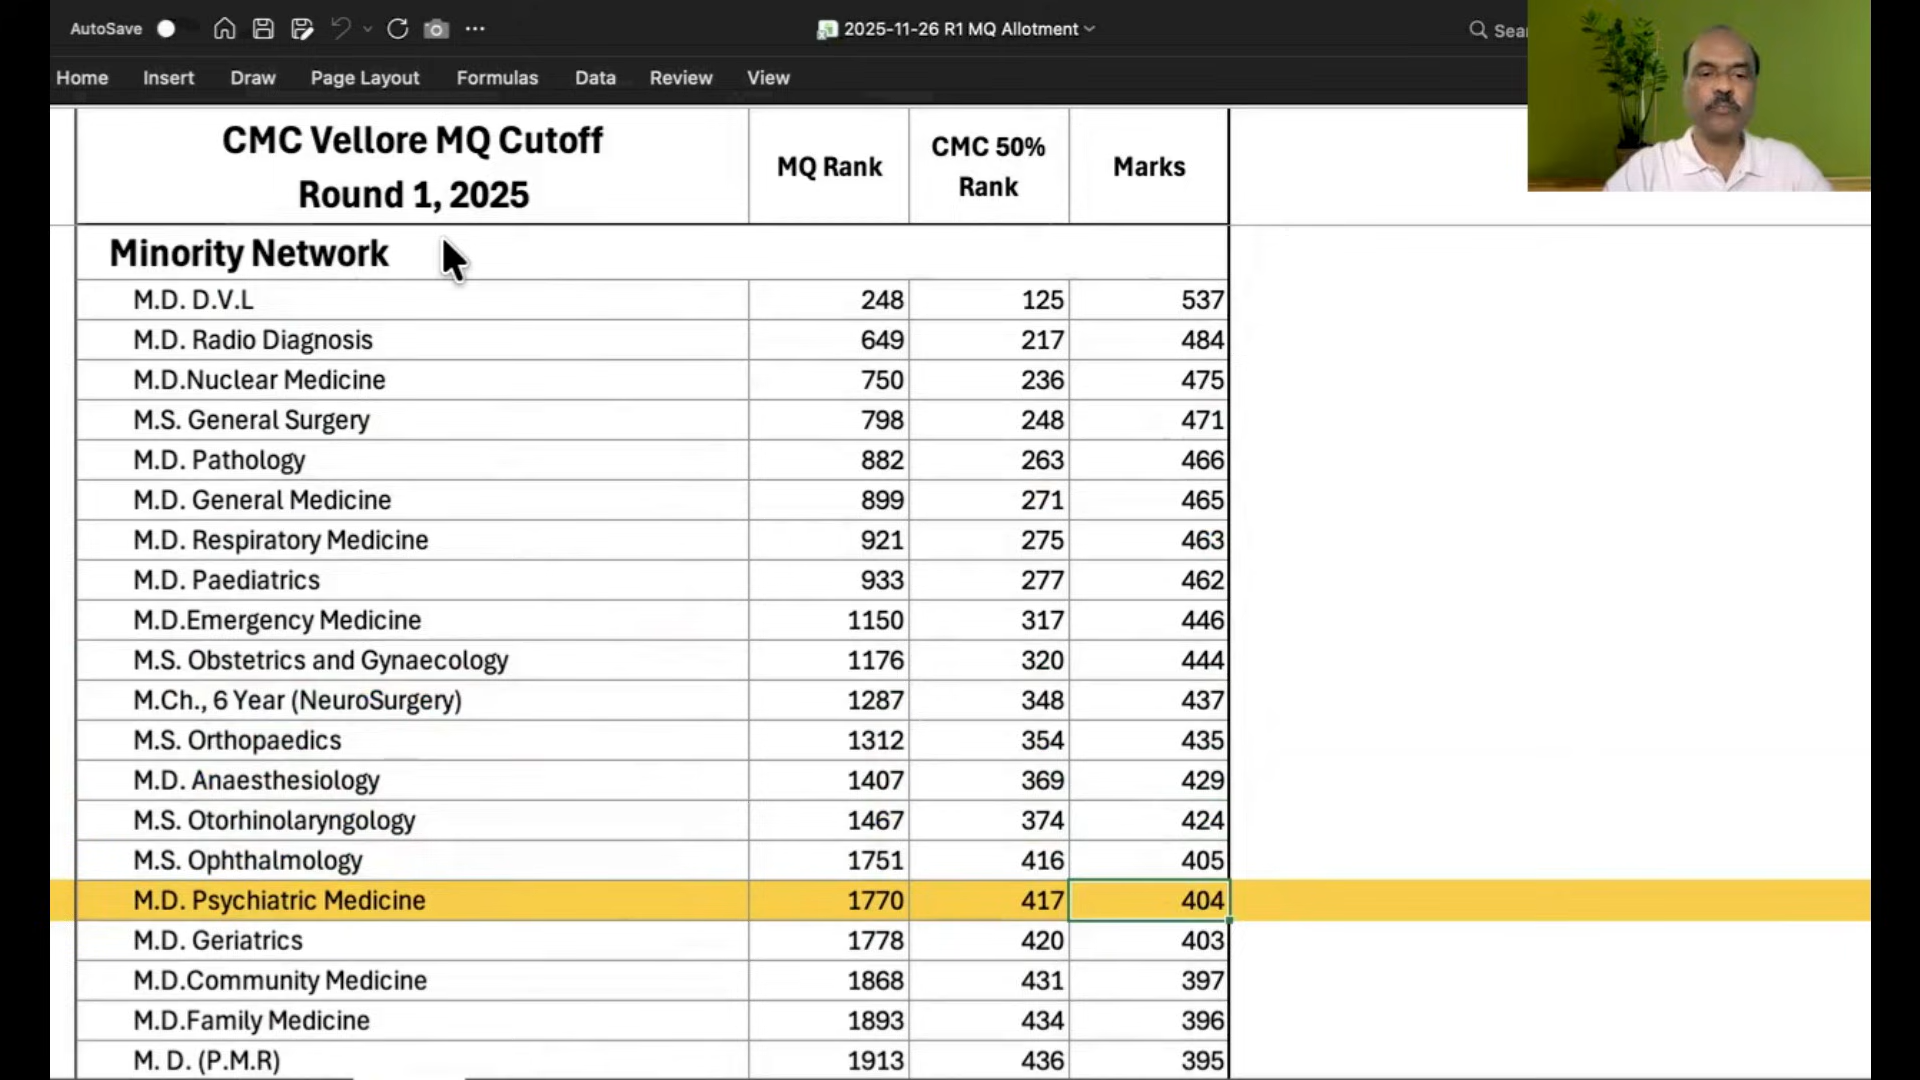 AutoSave
2025-11-26 R1 MQ Allotment
Sear
Home Insert Draw Page Layout Formulas Data Review View
CMC Vellore MQ Cutoff Round 1, 2025 MQ Rank CMC 50% Rank Marks
Minority Network
M.D. D.V.L 248 125 537
M.D. Radio Diagnosis 649 217 484
M.D.Nuclear Medicine 750 236 475
M.S. General Surgery 798 248 471
M.D. Pathology 882 263 466
M.D. General Medicine 899 271 465
M.D. Respiratory Medicine 921 275 463
M.D. Paediatrics 933 277 462
M.D.Emergency Medicine 1150 317 446
M.S. Obstetrics and Gynaecology 1176 320 444
M.Ch., 6 Year (NeuroSurgery) 1287 348 437
M.S. Orthopaedics 1312 354 435
M.D. Anaesthesiology 1407 369 429
M.S. Otorhinolaryngology 1467 374 424
M.S. Ophthalmology 1751 416 405
M.D. Psychiatric Medicine 1770 417 404
M.D. Geriatrics 1778 420 403
M.D.Community Medicine 1868 431 397
M.D.Family Medicine 1893 434 396
M. D. (P.M.R) 1913 436 395